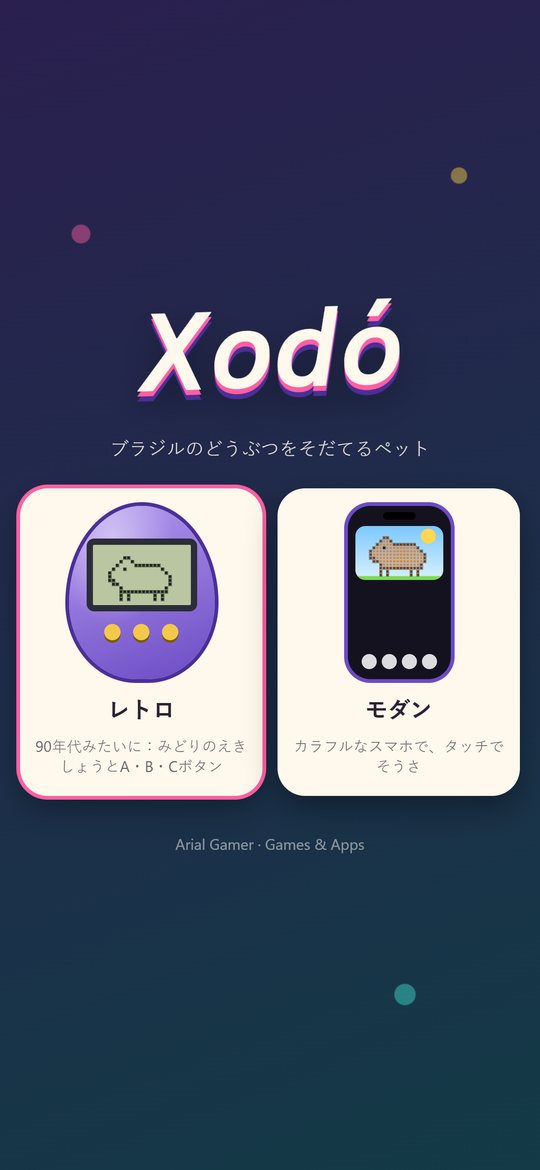 Xodó
ブラジルのどうぶつをそだてるペット
レトロ
90年代みたいに：みどりのえき
しょうとA・B・Cボタン
モダン
カラフルなスマホで、タッチで
そうさ
Arial Gamer · Games & Apps